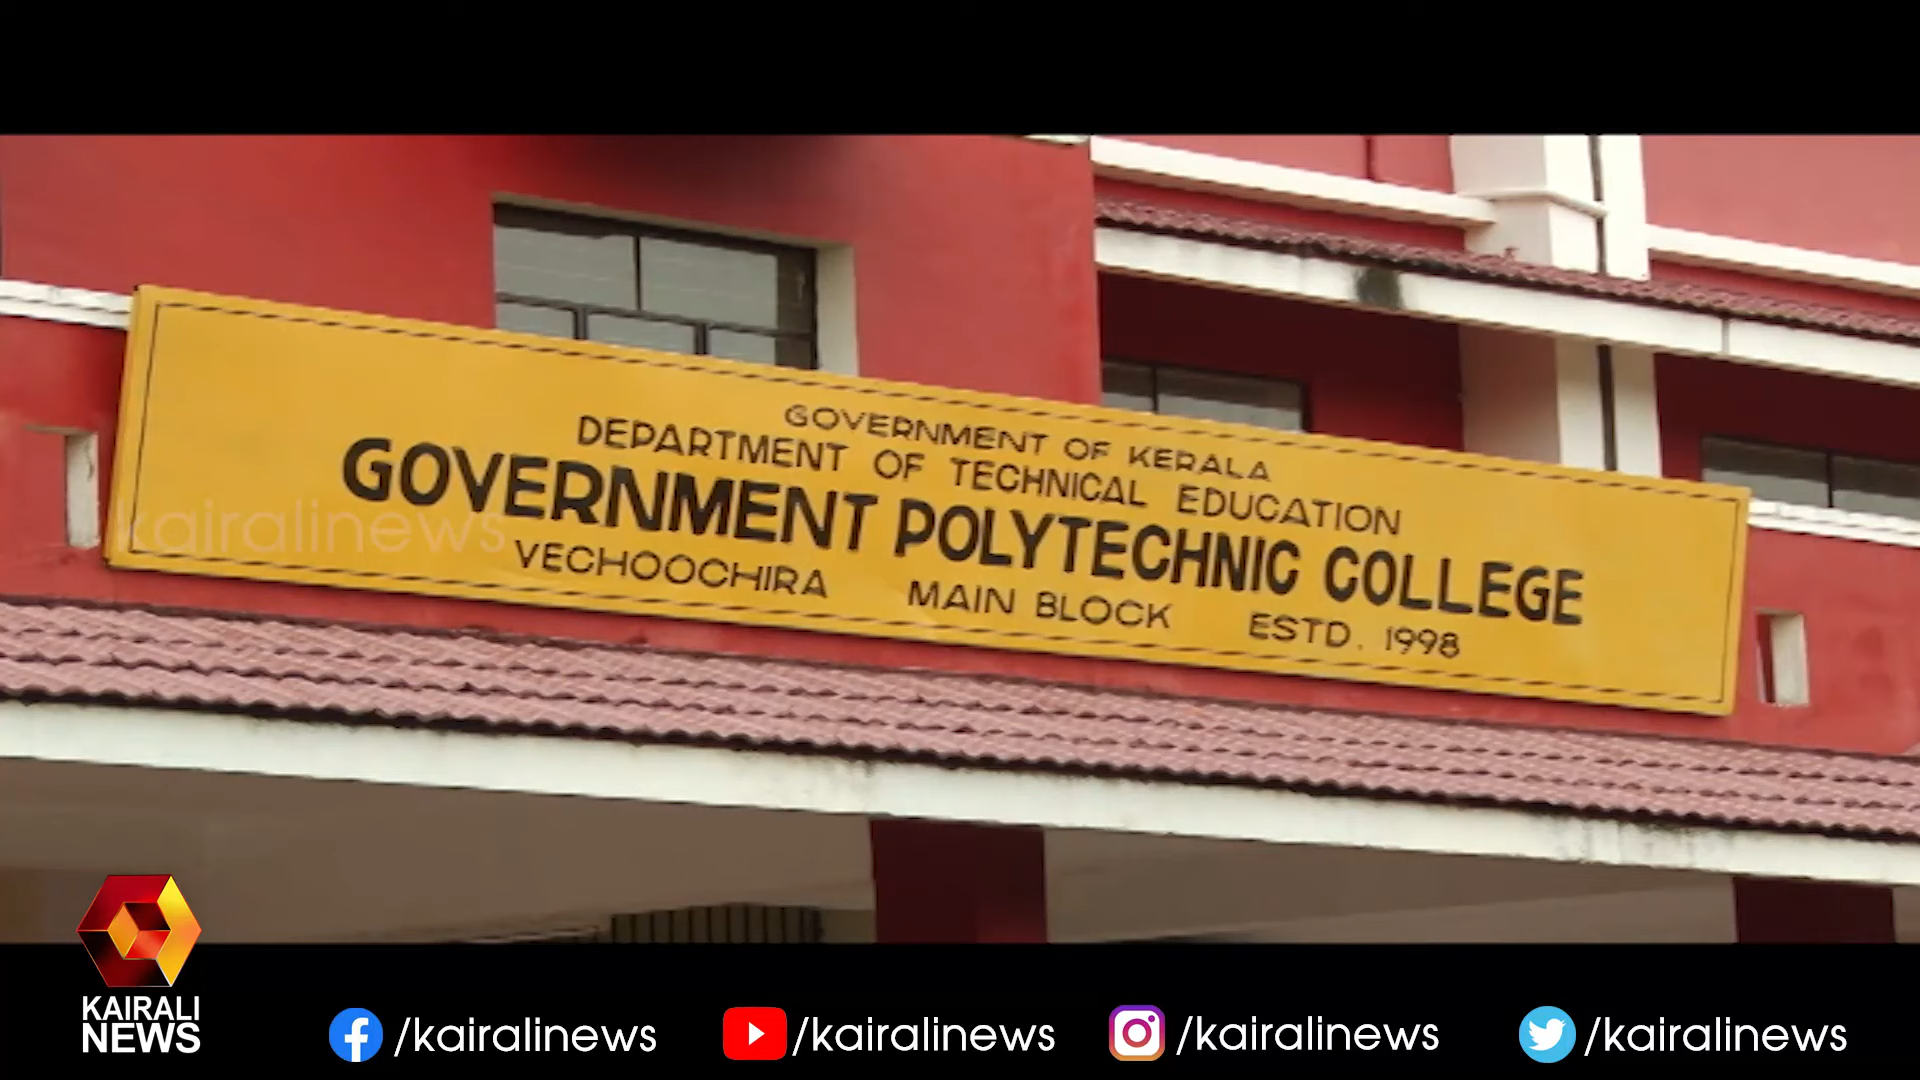 GOVERNMENT OF KERALA
DEPARTMENT OF TECHNICAL EDUCATION
GOVERNMENT POLYTECHNIC COLLEGE
VECHOOCHIRA MAIN BLOCK ESTD. 1998
kairalinews
KAIRALI
NEWS
/kairalinews /kairalinews /kairalinews /kairalinews